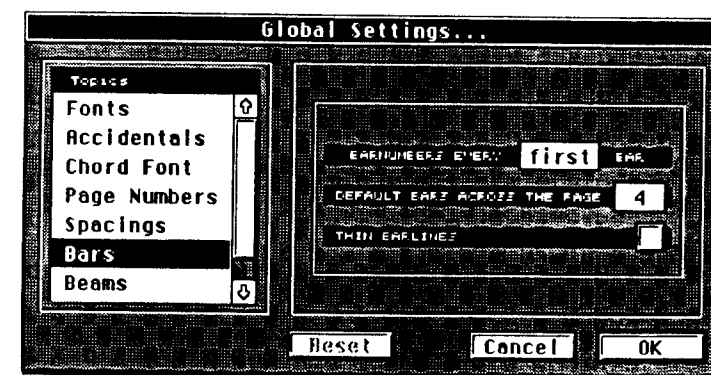 Global Settings...
Topics
Fonts
Accidentals
Chord Font
Page Numbers
Spacings
Bars
Beams
BARNUMBERS EVERY first BAR
DEFAULT BARS ACROSS THE PAGE 4
THIN BARLINES
Reset Cancel OK